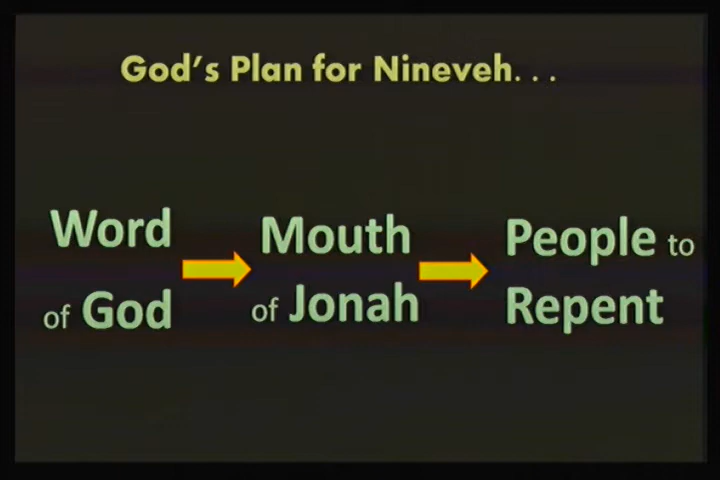 God's Plan for Nineveh...
Word
of God
Mouth
of Jonah
People to
Repent